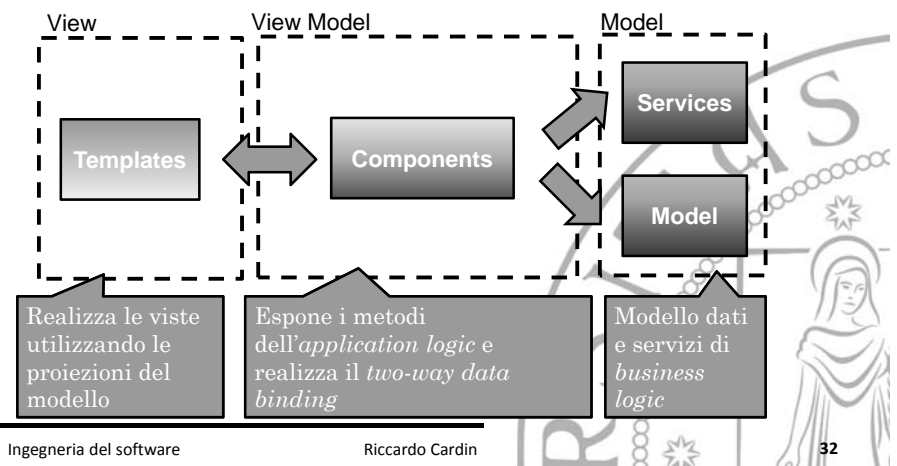 View
View Model
Model
Templates
Components
Services
Model
Realizza le viste
utilizzando le
proiezioni del
modello
Espone i metodi
dell'application logic e
realizza il two-way data
binding
Modello dati
e servizi di
business
logic
Ingegneria del software
Riccardo Cardin
32